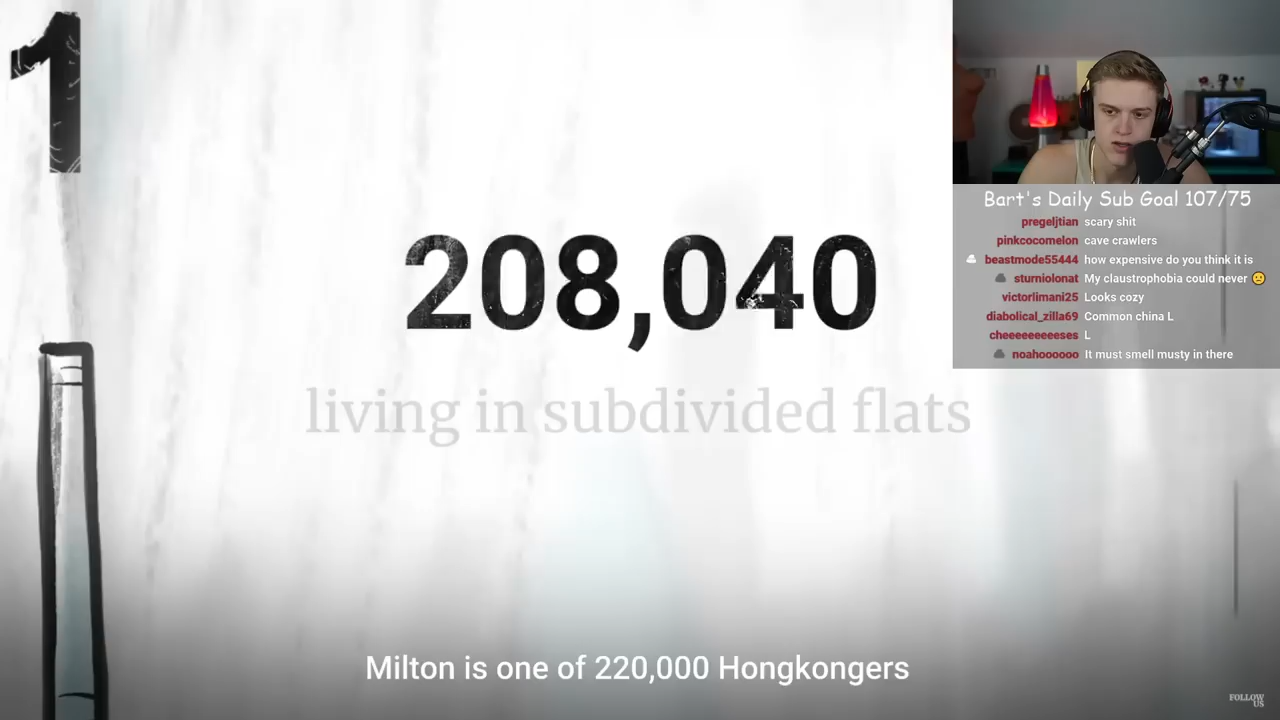 1
208,040
living in subdivided flats
Milton is one of 220,000 Hongkongers
Bart's Daily Sub Goal 107/75
pregeljtian scary shit
pinkcocomelon cave crawlers
beastmode55444 how expensive do you think it is
sturniolonat My claustrophobia could never 🙁
victorlimani25 Looks cozy
diabolical_zilla69 Common china L
cheeeeeeeeses L
noahoooooo It must smell musty in there
FOLLOW
US